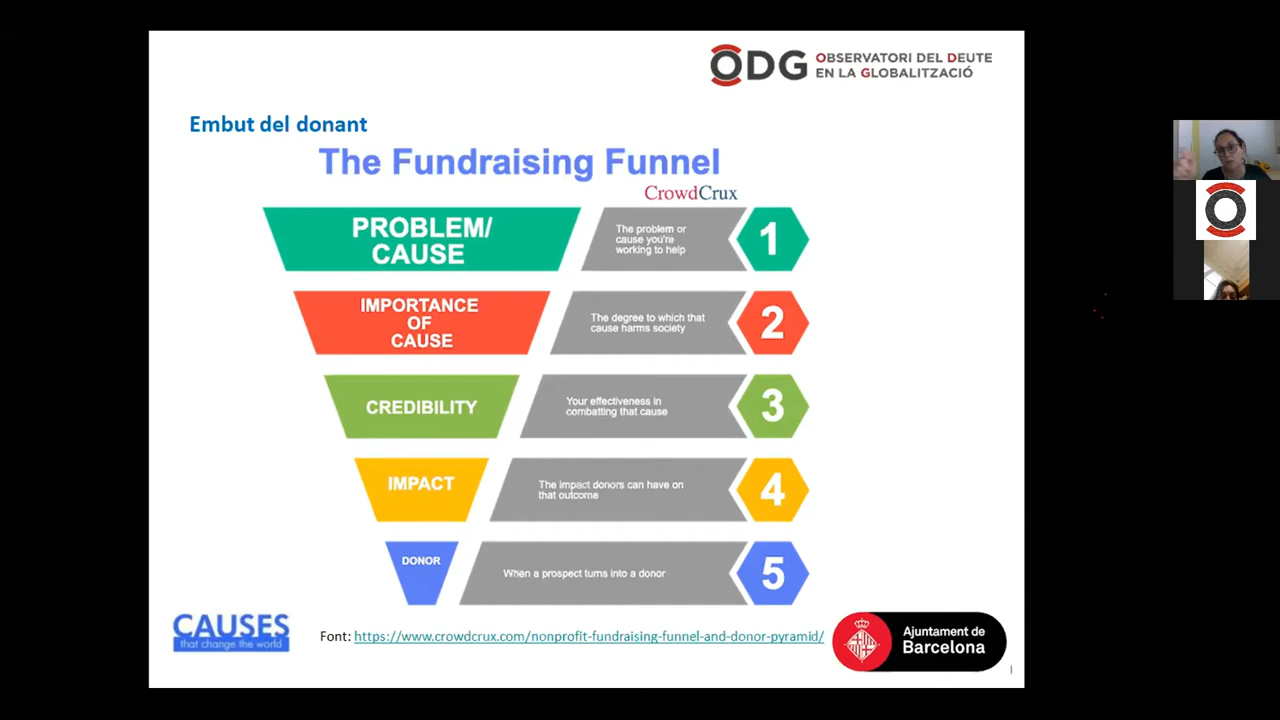 ODG
OBSERVATORI DEL DEUTE
EN LA GLOBALITZACIÓ
Embut del donant
The Fundraising Funnel
CrowdCrux
PROBLEM/
CAUSE
The problem or
cause you're
working to help
1
IMPORTANCE
OF
CAUSE
The degree to which that
cause harms society
2
CREDIBILITY
Your effectiveness in
combatting that cause
3
IMPACT
The impact donors can have on
that outcome
4
DONOR
When a prospect turns into a donor
5
CAUSES
that change the world
Font: https://www.crowdcrux.com/nonprofit-fundraising-funnel-and-donor-pyramid/
Ajuntament de
Barcelona